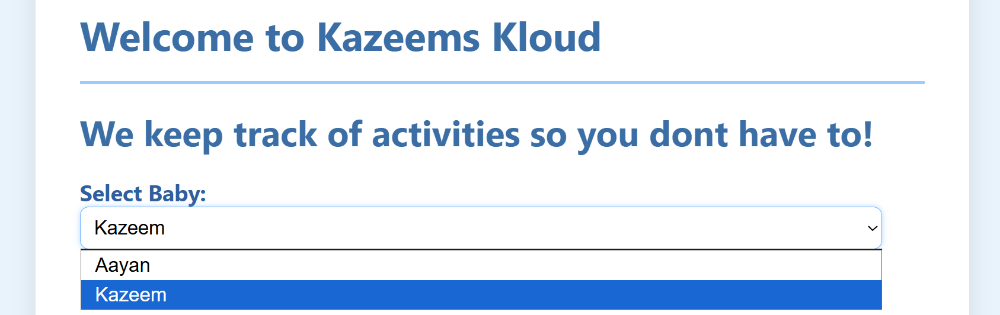 Welcome to Kazeems Kloud
We keep track of activities so you dont have to!
Select Baby:
Kazeem
Aayan
Kazeem